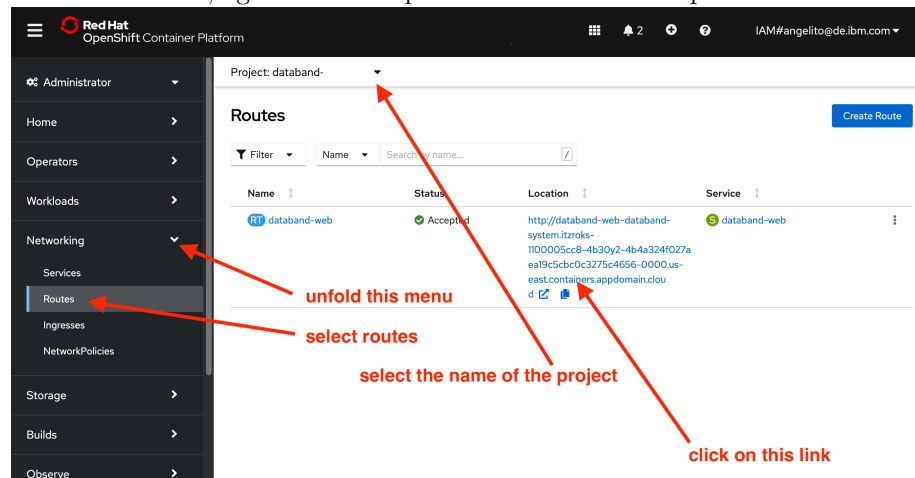 Red Hat
OpenShift Container Platform
2
IAM#angelito@de.ibm.com
Administrator
Project: databand-
Home
Operators
Workloads
Networking
Services
Routes
Ingresses
NetworkPolicies
Storage
Builds
Observe
Routes
Create Route
Filter
Name
Search by name...
/
Name
Status
Location
Service
RT databand-web
Accepted
http://databand-web-databand-
system.itzroks-
1100005cc8-4b30y2-4b4a324f027a
ea19c5cbc0c3275c4656-0000.us-
east.containers.appdomain.clou
d
S databand-web
unfold this menu
select routes
select the name of the project
click on this link